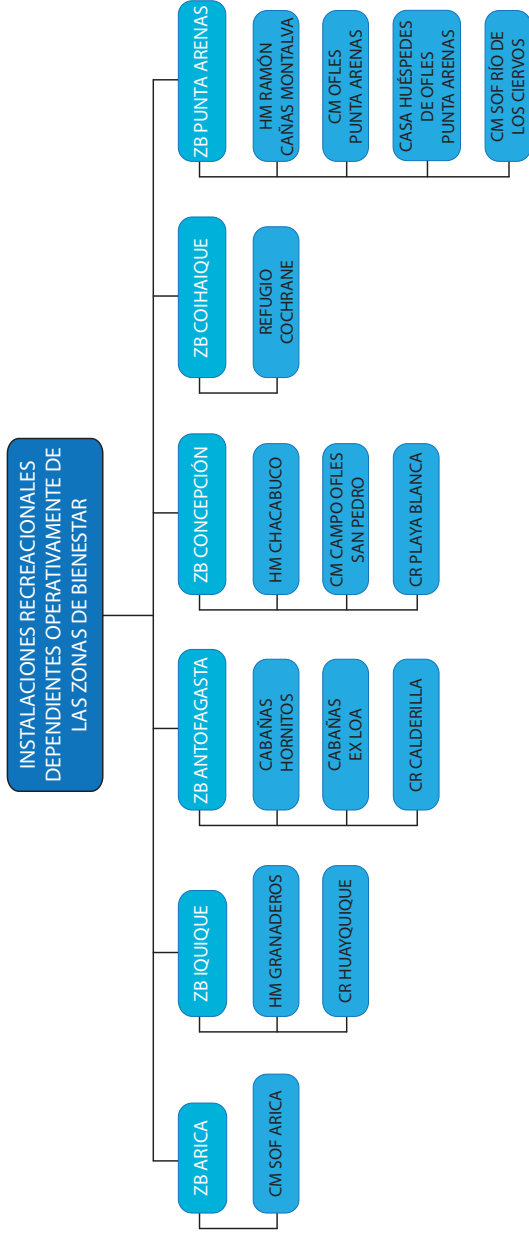 INSTALACIONES RECREACIONALES
DEPENDIENTES OPERATIVAMENTE DE
LAS ZONAS DE BIENESTAR
ZB ARICA
CM SOF ARICA
ZB IQUIQUE
HM GRANADEROS
CR HUAYQUIQUE
ZB ANTOFAGASTA
CABAÑAS
HORNITOS
CABAÑAS
EX LOA
CR CALDERILLA
ZB CONCEPCIÓN
HM CHACABUCO
CM CAMPO OFLES
SAN PEDRO
CR PLAYA BLANCA
ZB COIHAIQUE
REFUGIO
COCHRANE
ZB PUNTA ARENAS
HM RAMÓN
CAÑAS MONTALVA
CM OFLES
PUNTA ARENAS
CASA HUÉSPEDES
DE OFLES
PUNTA ARENAS
CM SOF RÍO DE
LOS CIERVOS